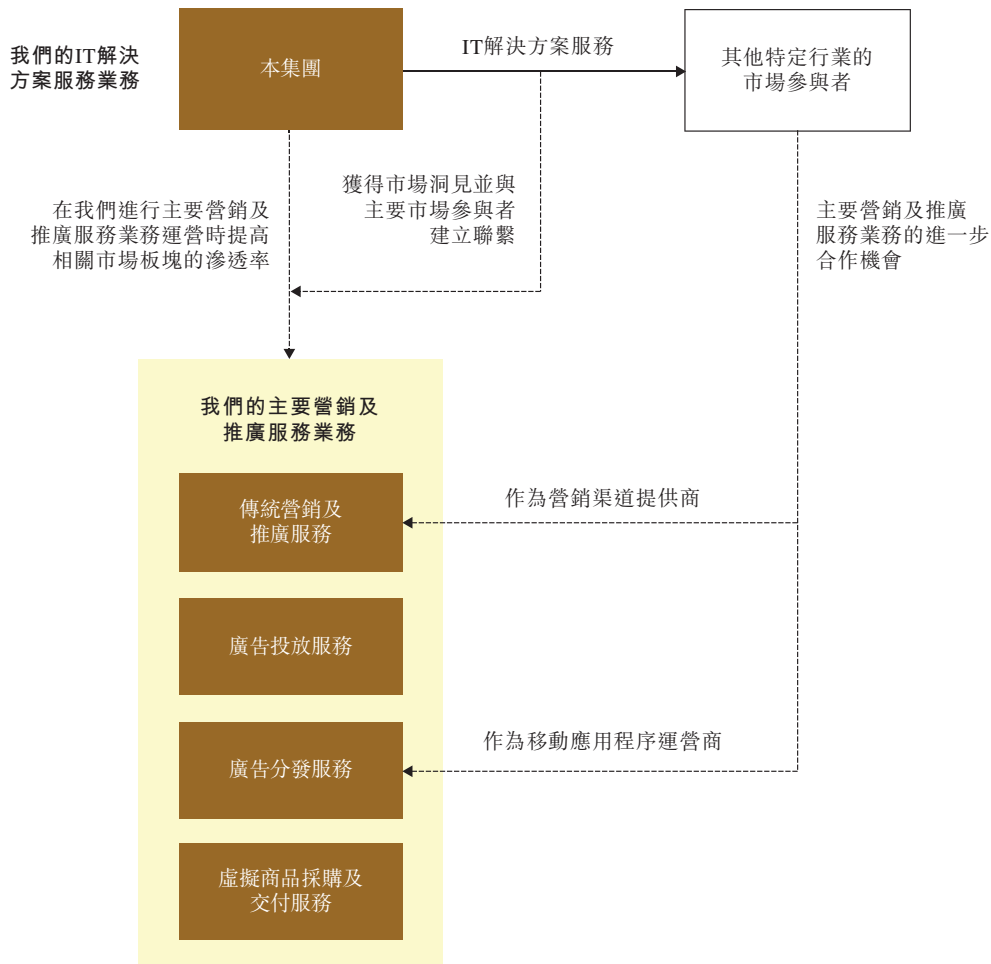 我們的IT解決
方案服務業務
本集團
IT解決方案服務
其他特定行業的
市場參與者
在我們進行主要營銷及
推廣服務業務運營時提高
相關市場板塊的滲透率
獲得市場洞見並與
主要市場參與者
建立聯繫
主要營銷及推廣
服務業務的進一步
合作機會
我們的主要營銷及
推廣服務業務
傳統營銷及
推廣服務
作為營銷渠道提供商
廣告投放服務
廣告分發服務
作為移動應用程序運營商
虛擬商品採購及
交付服務